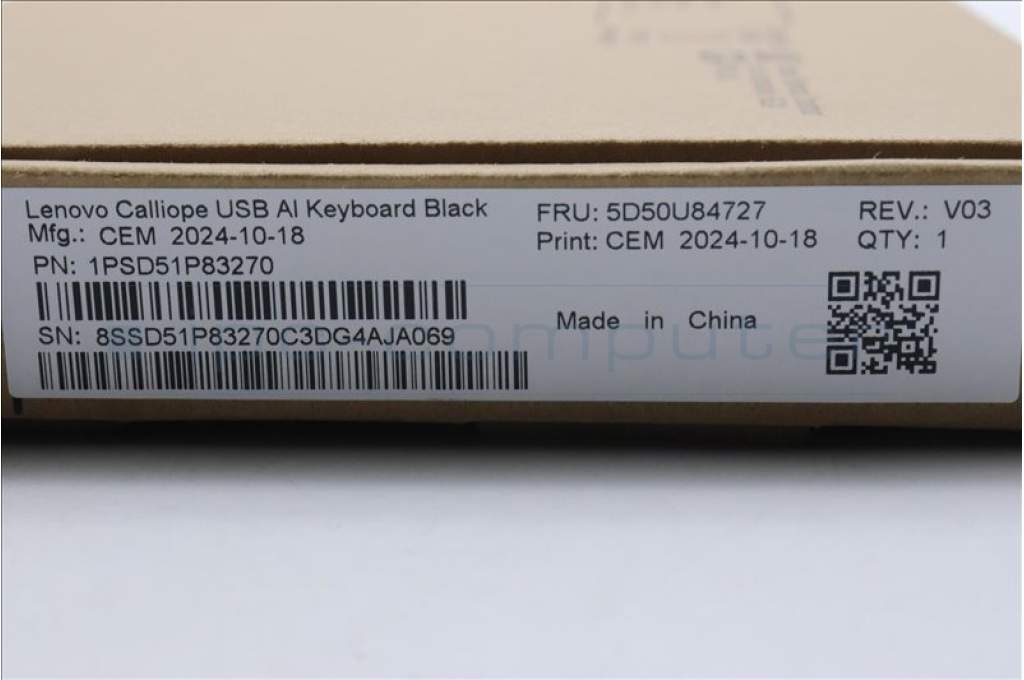 Lenovo Calliope USB AI Keyboard Black
FRU: 5D50U84727
REV.: V03
Mfg.: CEM 2024-10-18
Print: CEM 2024-10-18
QTY: 1
PN: 1PSD51P83270
Made in China
SN: 8SSD51P83270C3DG4AJA069